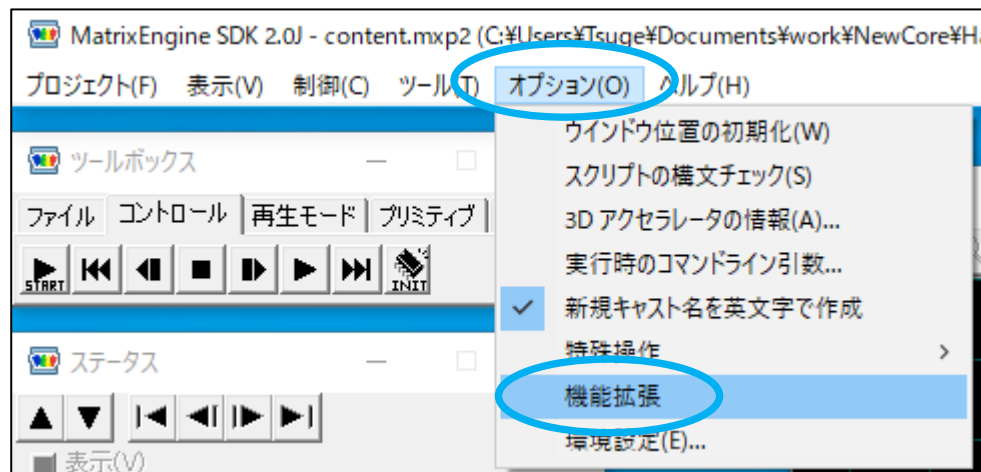 MatrixEngine SDK 2.0J - content.mxp2 (C:¥Users¥Tsuge¥Documents¥work¥NewCore¥Ha
プロジェクト(F) 表示(V) 制御(C) ツール(T) オプション(O) ヘルプ(H)
ウインドウ位置の初期化(W)
スクリプトの構文チェック(S)
3D アクセラレータの情報(A)...
実行時のコマンドライン引数...
新規キャスト名を英文字で作成
特殊操作
機能拡張
環境設定(E)...
ツールボックス
ファイル コントロール 再生モード プリミティブ
START INIT
ステータス
表示(V)